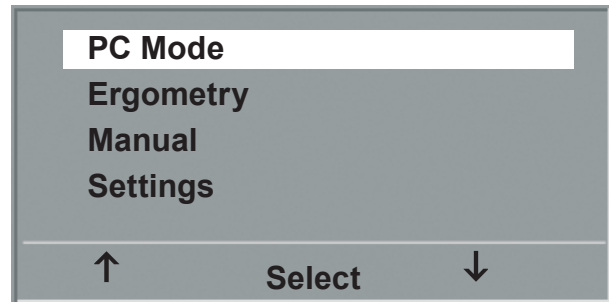 PC Mode
Ergometry
Manual
Settings
↑ Select ↓